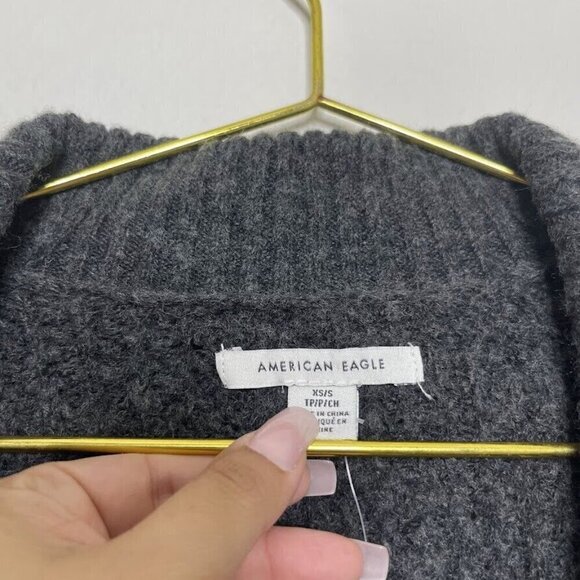 AMERICAN EAGLE
XS/S
TP/P/CH
IN CHINA